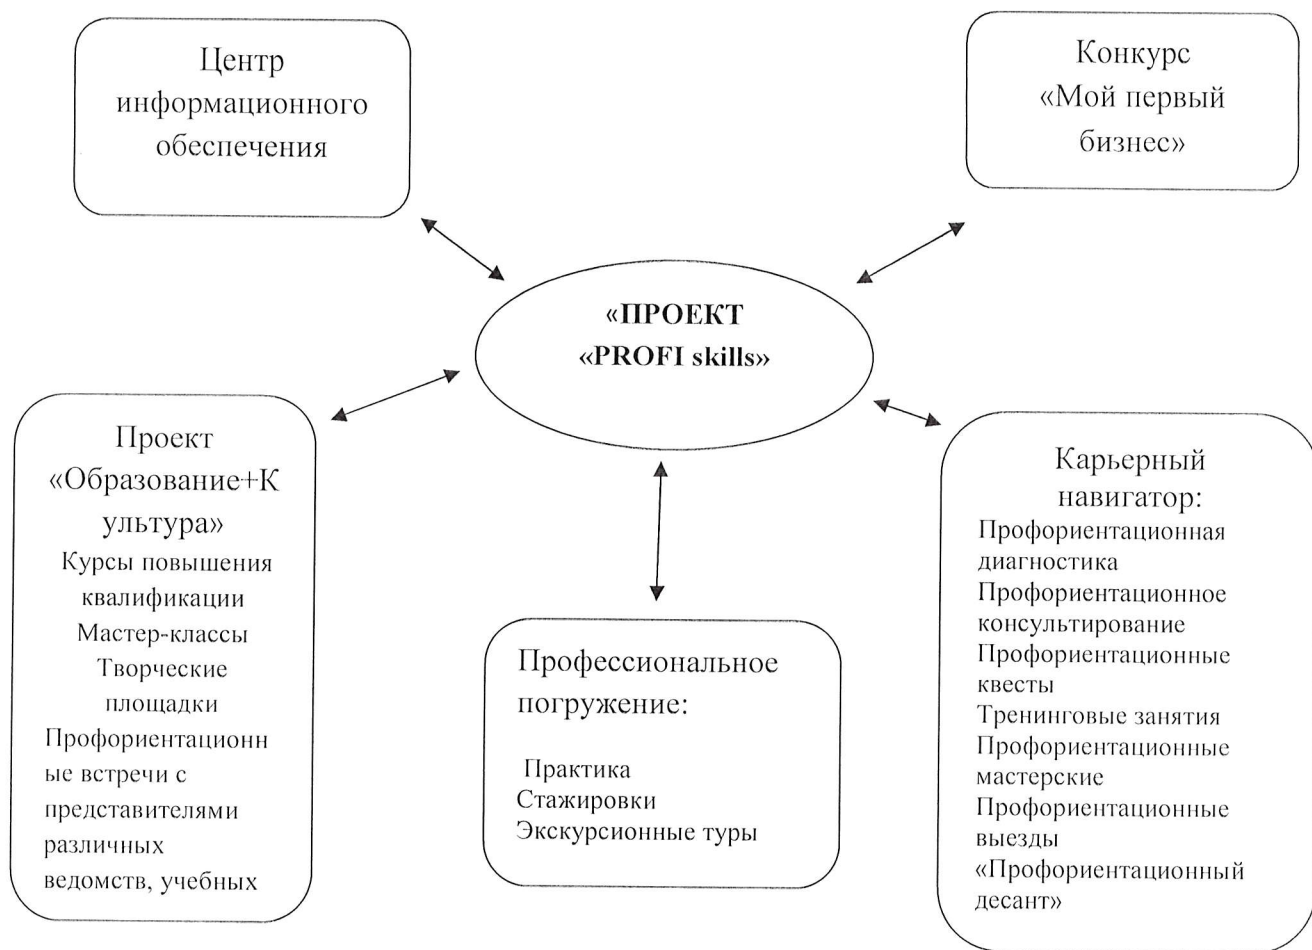 Центр
информационного
обеспечения
Конкурс
«Мой первый
бизнес»
«ПРОЕКТ
«PROFI skills»
Проект
«Образование+К
ультура»
Курсы повышения
квалификации
Мастер-классы
Творческие
площадки
Профориентационн
ые встречи с
представителями
различных
ведомств, учебных
Профессиональное
погружение:
Практика
Стажировки
Экскурсионные туры
Карьерный
навигатор:
Профориентационная
диагностика
Профориентационное
консультирование
Профориентационные
квесты
Тренинговые занятия
Профориентационные
мастерские
Профориентационные
выезды
«Профориентационный
десант»